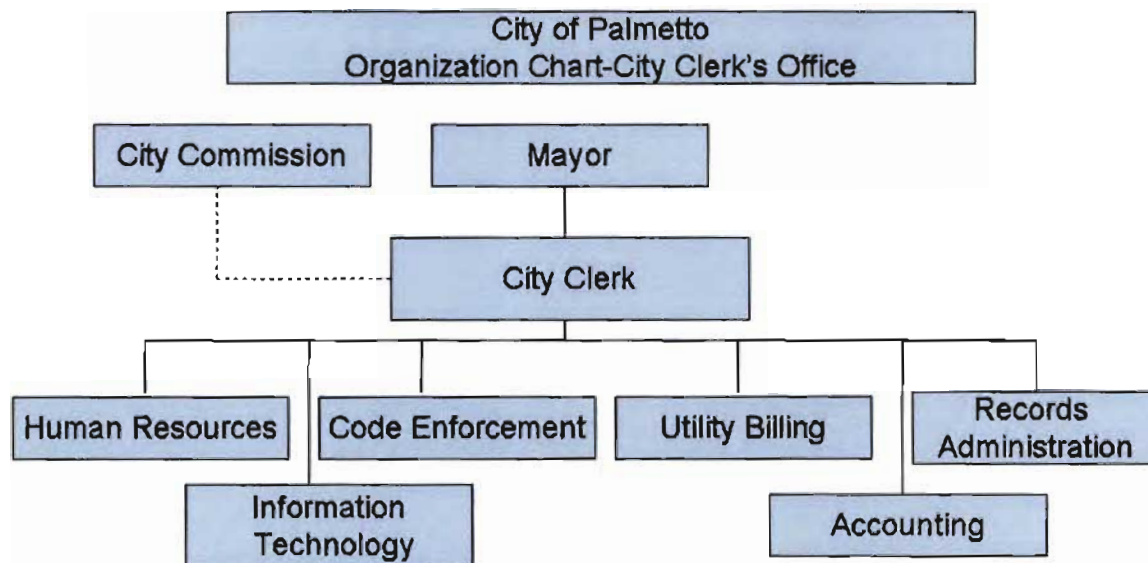 City of Palmetto
Organization Chart-City Clerk's Office
City Commission
Mayor
City Clerk
Human Resources
Code Enforcement
Utility Billing
Records
Administration
Information
Technology
Accounting